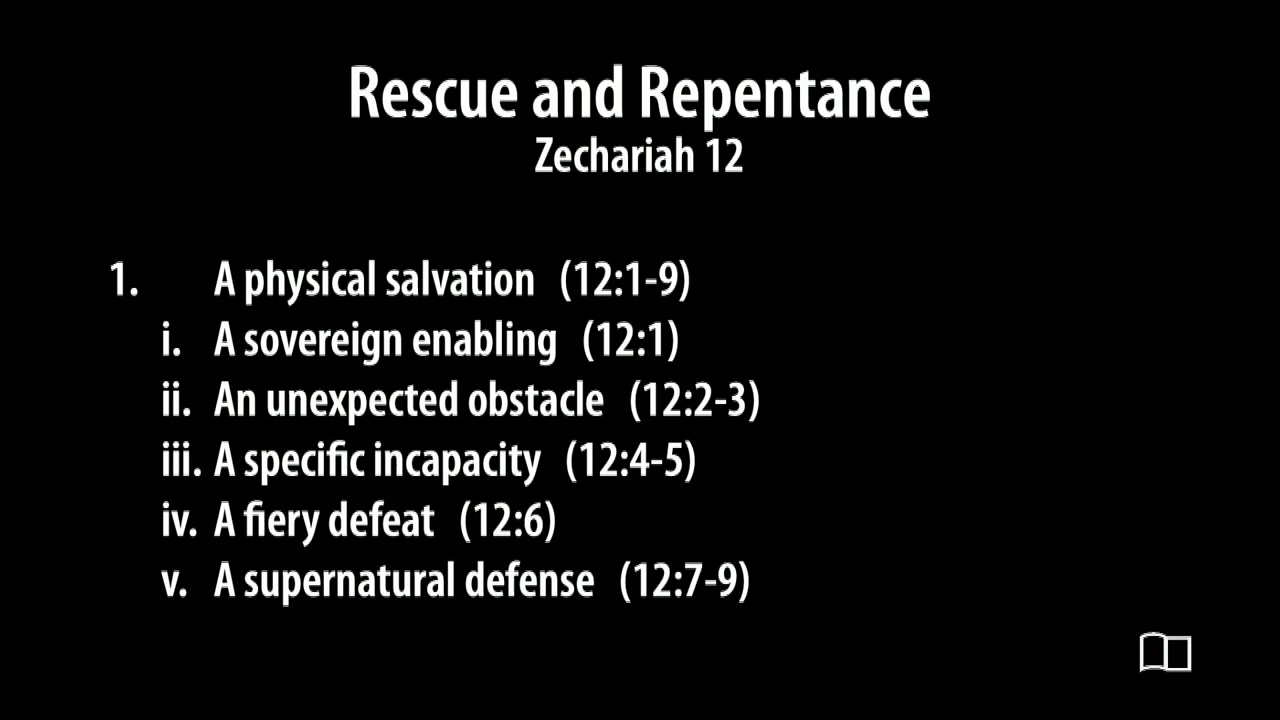 Rescue and Repentance
Zechariah 12
1. A physical salvation (12:1-9)
i. A sovereign enabling (12:1)
ii. An unexpected obstacle (12:2-3)
iii. A specific incapacity (12:4-5)
iv. A fiery defeat (12:6)
v. A supernatural defense (12:7-9)